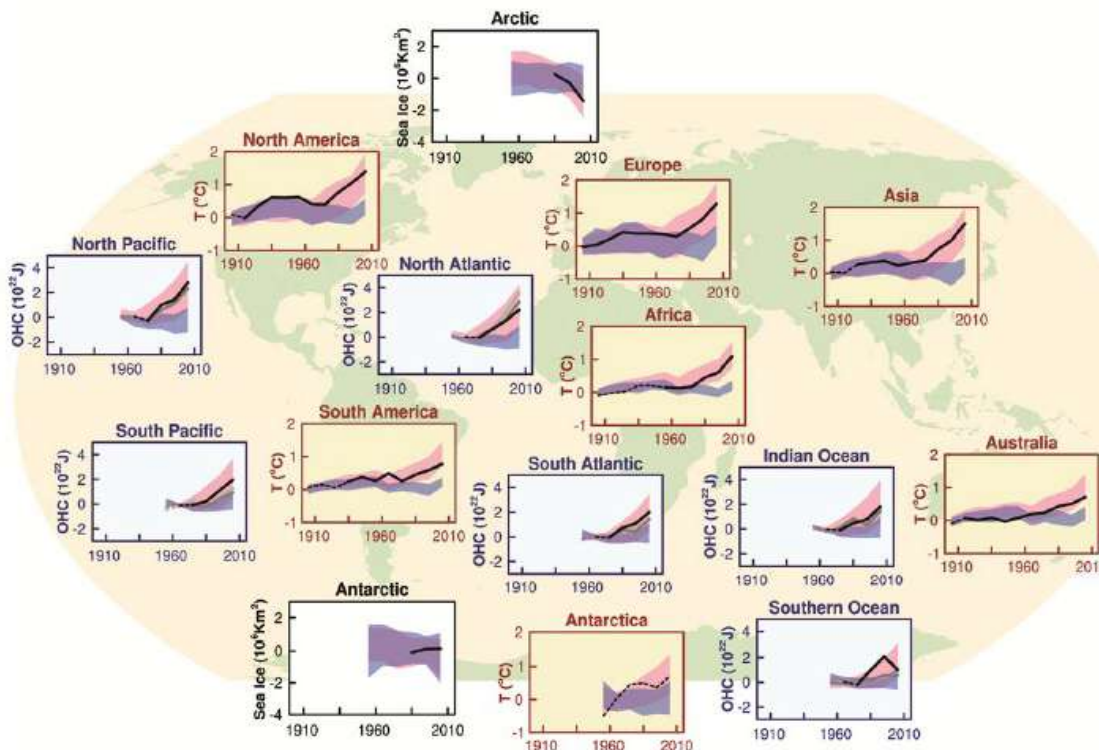 Arctic
Sea Ice (10⁶Km²)
0
-2
-4
1910 1960 2010
North America
T (°C)
2
1
0
-1
1910 1960 2010
Europe
T (°C)
2
1
0
-1
1910 1960 2010
Asia
T (°C)
2
1
0
-1
1910 1960 2010
North Pacific
OHC (10²²J)
4
2
0
-2
1910 1960 2010
North Atlantic
OHC (10²²J)
4
2
0
-2
1910 1960 2010
Africa
T (°C)
2
1
0
-1
1910 1960 2010
South America
T (°C)
2
1
0
-1
1910 1960 2010
South Pacific
OHC (10²²J)
4
2
0
-2
1910 1960 2010
South Atlantic
OHC (10²²J)
4
2
0
-2
1910 1960 2010
Indian Ocean
OHC (10²²J)
4
2
0
-2
1910 1960 2010
Australia
T (°C)
2
1
0
-1
1910 1960 2010
Antarctic
Sea Ice (10⁶Km²)
2
0
-2
-4
1910 1960 2010
Antarctica
T (°C)
2
1
0
-1
1910 1960 2010
Southern Ocean
OHC (10²²J)
4
2
0
-2
1910 1960 2010